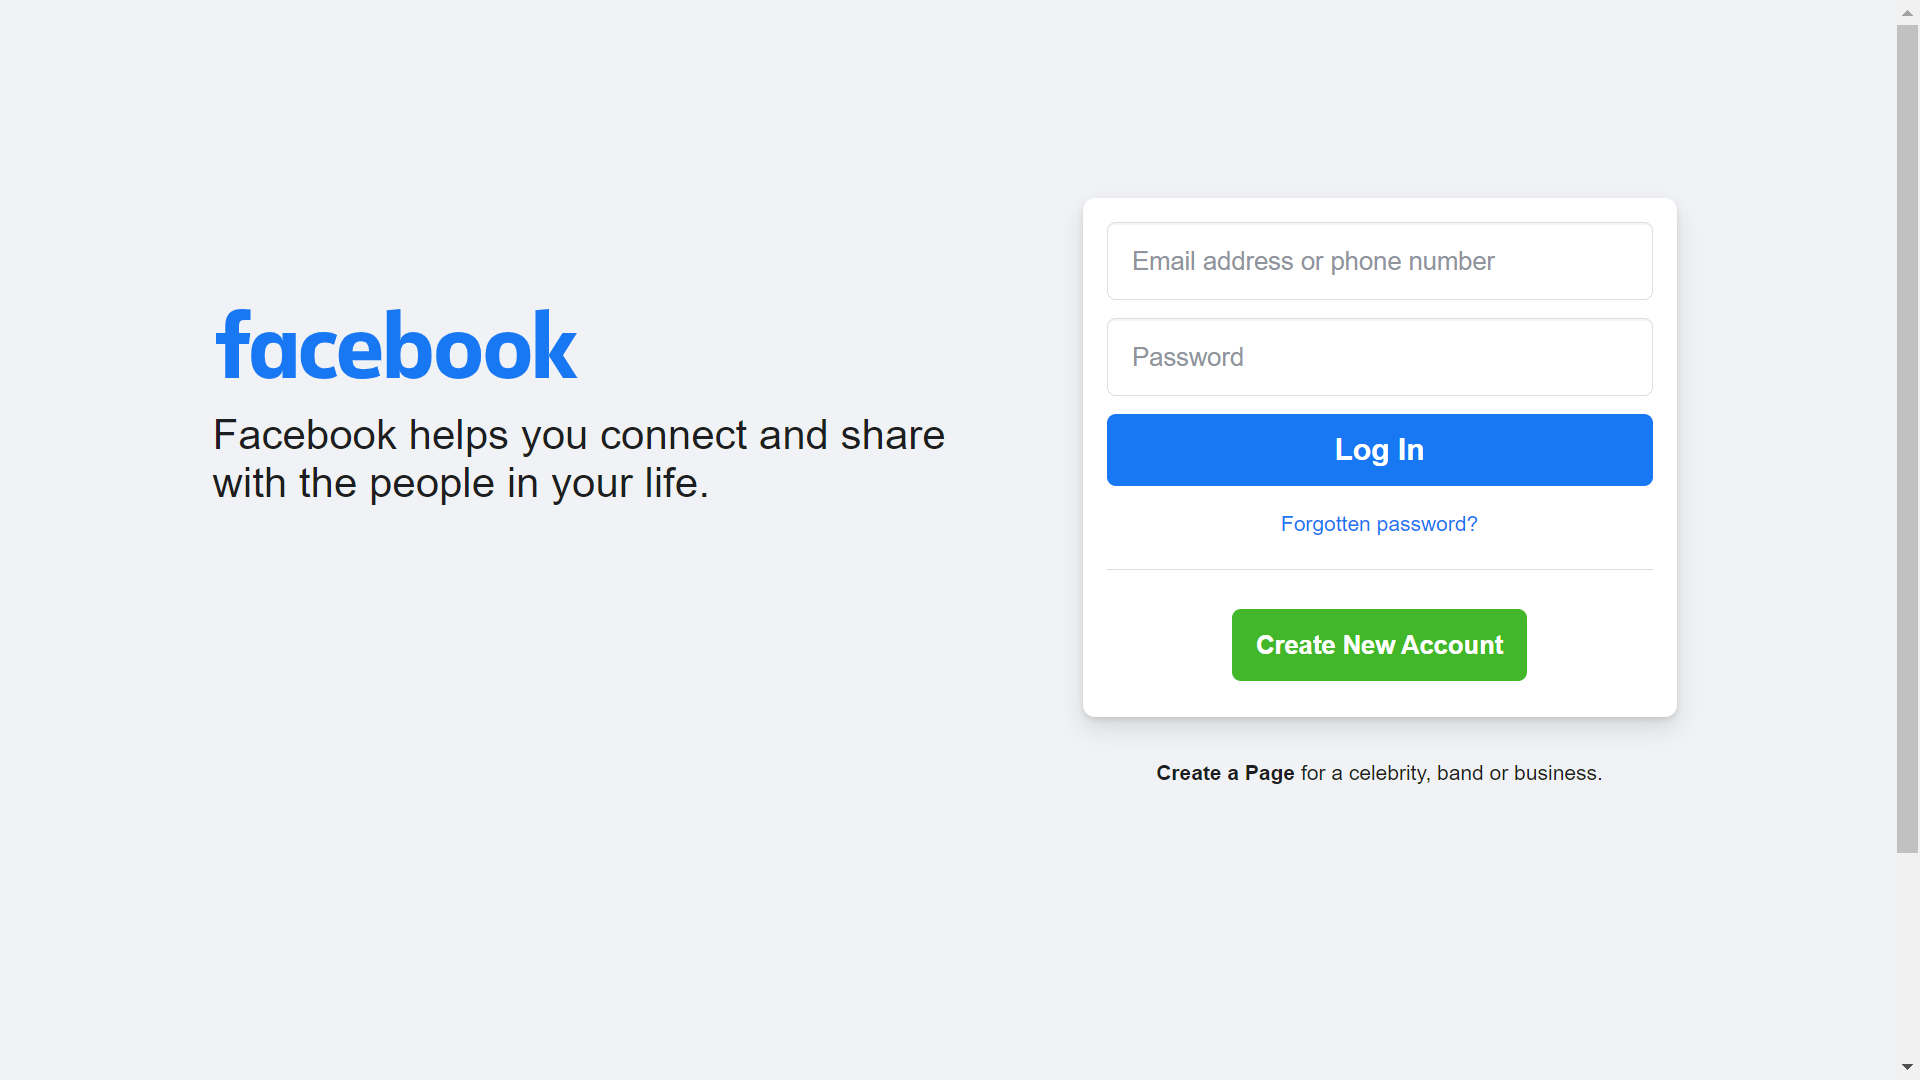 facebook
Facebook helps you connect and share
with the people in your life.
Email address or phone number
Password
Log In
Forgotten password?
Create New Account
Create a Page for a celebrity, band or business.